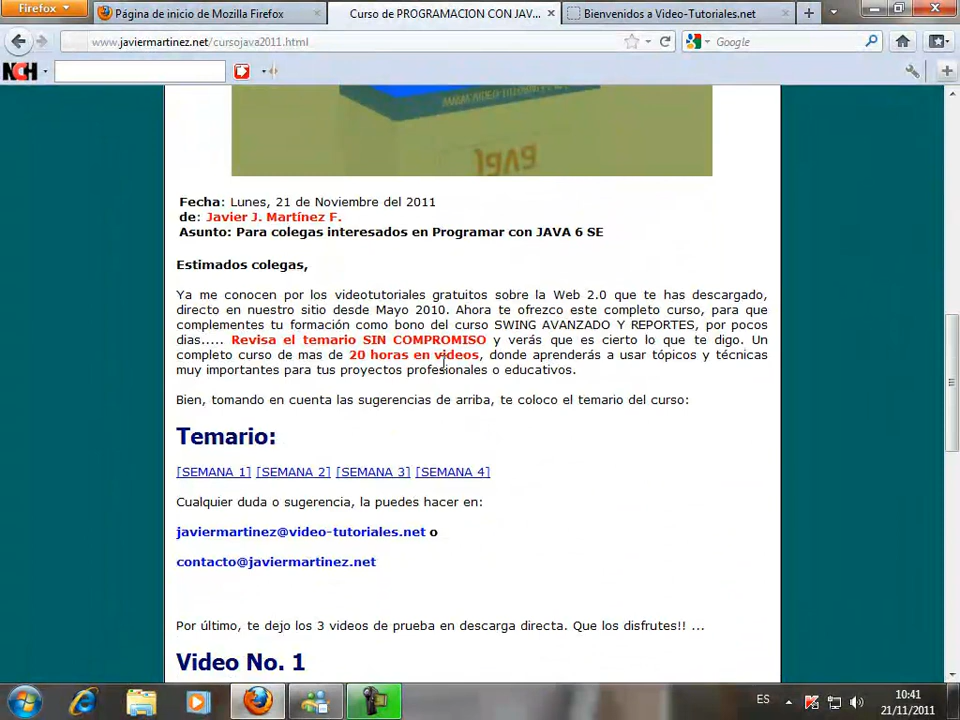 Firefox
Página de inicio de Mozilla Firefox
Curso de PROGRAMACION CON JAV...
Bienvenidos a Video-Tutoriales.net
www.javiermartinez.net/cursojava2011.html
Google
NCH
Java
Fecha: Lunes, 21 de Noviembre del 2011
de: Javier J. Martínez F.
Asunto: Para colegas interesados en Programar con JAVA 6 SE
Estimados colegas,
Ya me conocen por los videotutoriales gratuitos sobre la Web 2.0 que te has descargado,
directo en nuestro sitio desde Mayo 2010. Ahora te ofrezco este completo curso, para que
complementes tu formación como bono del curso SWING AVANZADO Y REPORTES, por pocos
dias..... Revisa el temario SIN COMPROMISO y verás que es cierto lo que te digo. Un
completo curso de mas de 20 horas en videos, donde aprenderás a usar tópicos y técnicas
muy importantes para tus proyectos profesionales o educativos.
Bien, tomando en cuenta las sugerencias de arriba, te coloco el temario del curso:
Temario:
[SEMANA 1] [SEMANA 2] [SEMANA 3] [SEMANA 4]
Cualquier duda o sugerencia, la puedes hacer en:
javiermartinez@video-tutoriales.net o
contacto@javiermartinez.net
Por último, te dejo los 3 videos de prueba en descarga directa. Que los disfrutes!! ...
Video No. 1
ES
10:41
21/11/2011